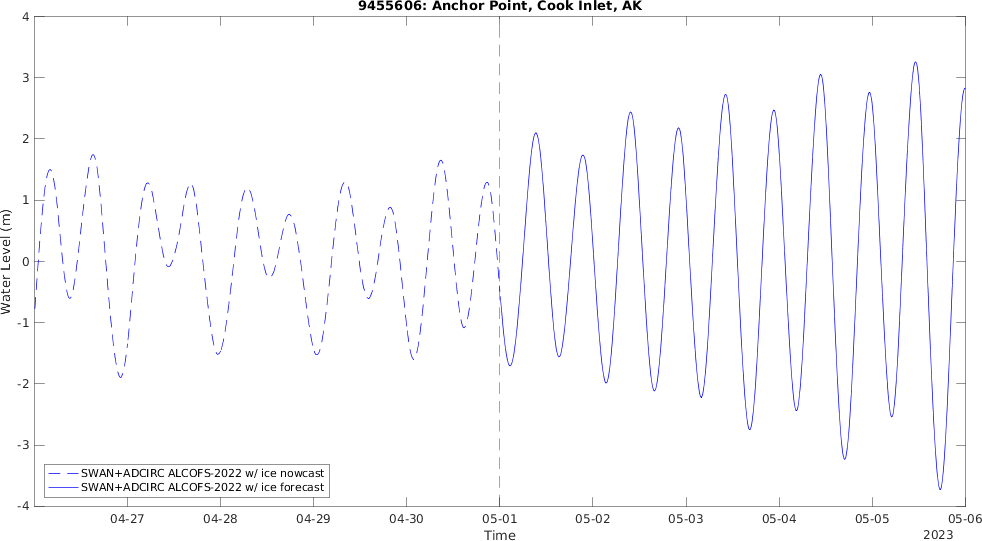 9455606: Anchor Point, Cook Inlet, AK
4
3
2
1
0
-1
-2
-3
-4
Water Level (m)
SWAN+ADCIRC ALCOFS-2022 w/ ice nowcast
SWAN+ADCIRC ALCOFS-2022 w/ ice forecast
04-27 04-28 04-29 04-30 05-01 05-02 05-03 05-04 05-05 05-06
Time
2023